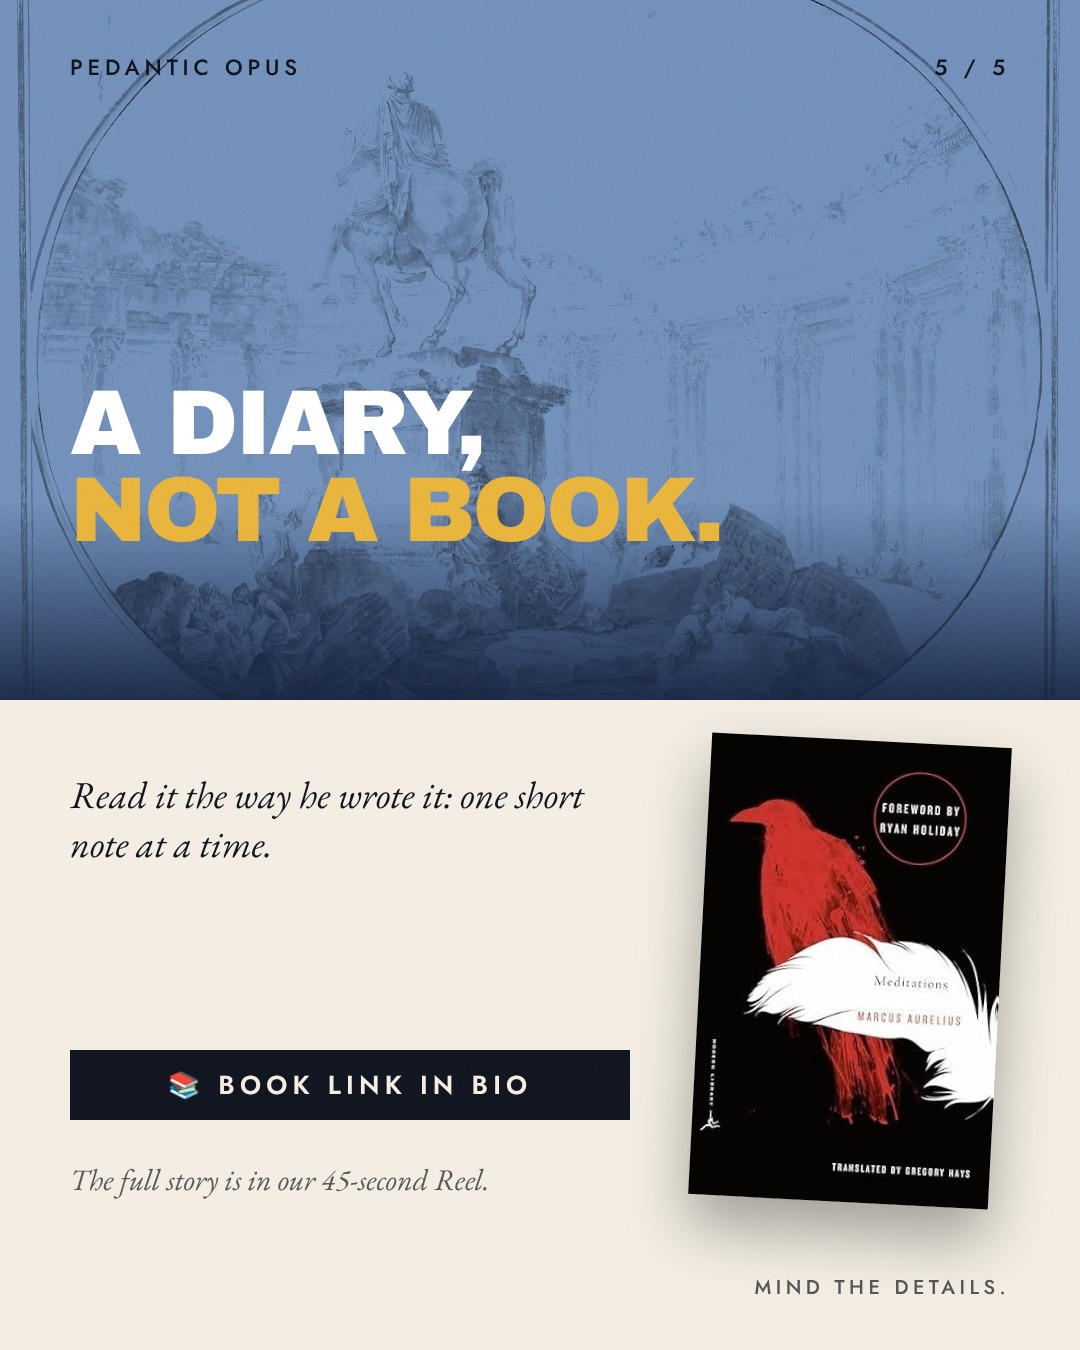 PEDANTIC OPUS
5 / 5
A DIARY,
NOT A BOOK.
Read it the way he wrote it: one short
note at a time.
FOREWORD BY
RYAN HOLIDAY
Meditations
MARCUS AURELIUS
MODERN LIBRARY
TRANSLATED BY GREGORY HAYS
📚 BOOK LINK IN BIO
The full story is in our 45-second Reel.
MIND THE DETAILS.